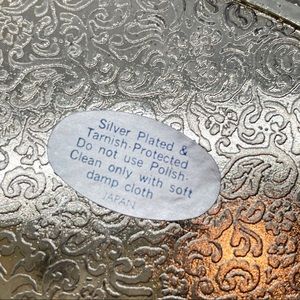 Silver Plated &
Tarnish-Protected
Do not use Polish-
Clean only with soft
damp cloth
JAPAN